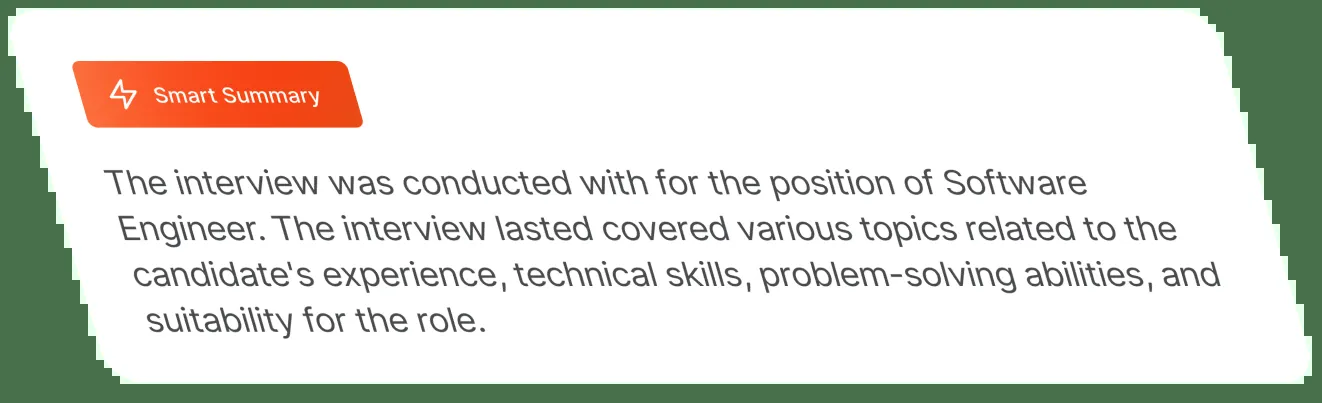 Smart Summary
The interview was conducted with for the position of Software
Engineer. The interview lasted covered various topics related to the
candidate's experience, technical skills, problem-solving abilities, and
suitability for the role.